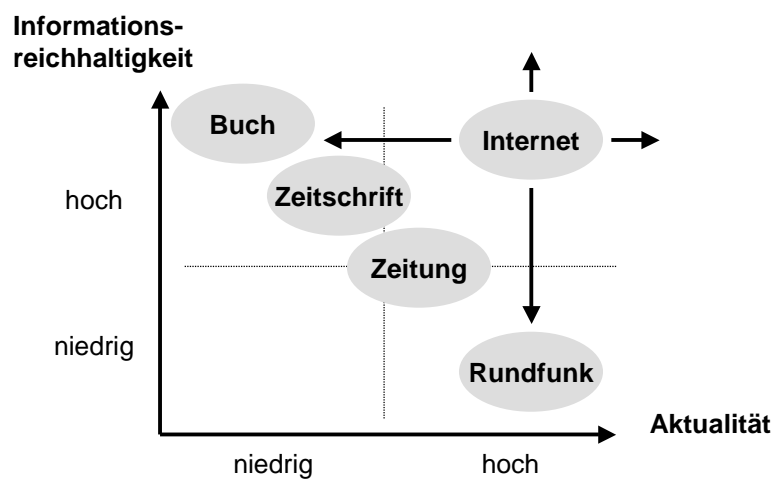 Informations-
reichhaltigkeit
Buch
Internet
Zeitschrift
hoch
Zeitung
niedrig
Rundfunk
Aktualität
niedrig
hoch